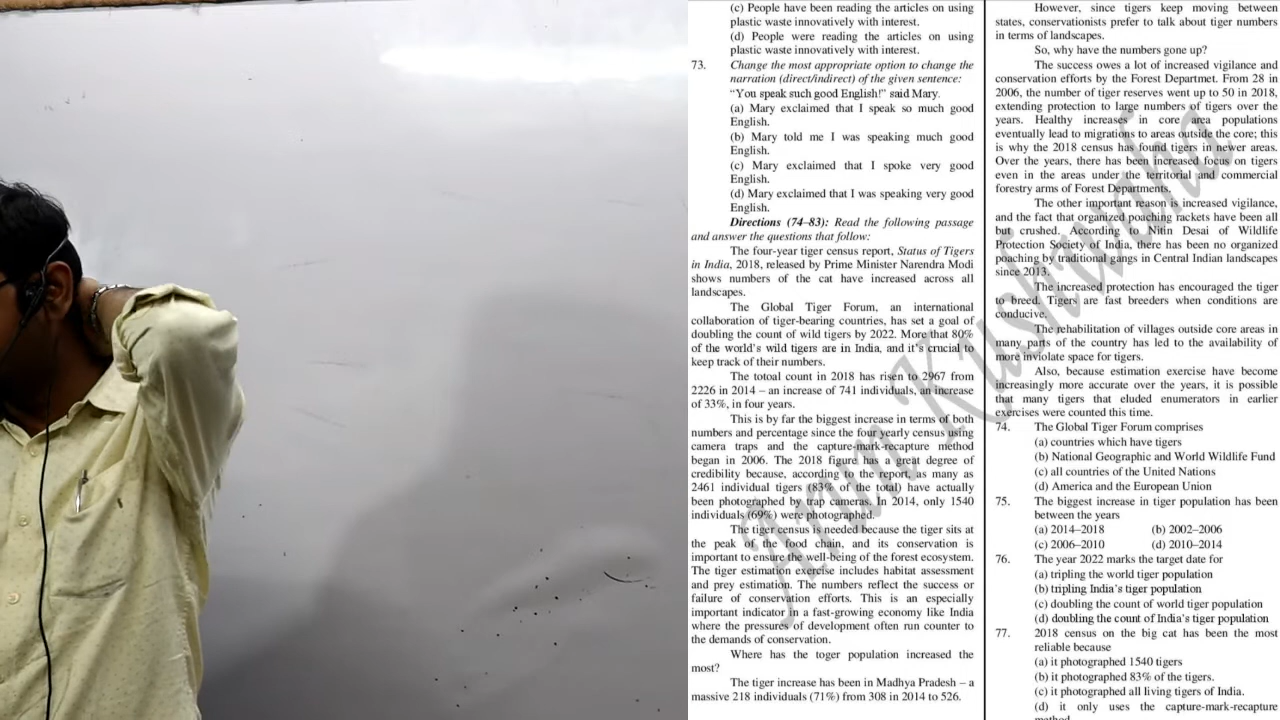 (c) People have been reading the articles on using
plastic waste innovatively with interest.
(d) People were reading the articles on using
plastic waste innovatively with interest.
73. Change the most appropriate option to change the
narration (direct/indirect) of the given sentence:
“You speak such good English!” said Mary.
(a) Mary exclaimed that I speak so much good
English.
(b) Mary told me I was speaking much good
English.
(c) Mary exclaimed that I spoke very good
English.
(d) Mary exclaimed that I was speaking very good
English.
Directions (74–83): Read the following passage
and answer the questions that follow:
The four-year tiger census report, Status of Tigers
in India, 2018, released by Prime Minister Narendra Modi
shows numbers of the cat have increased across all
landscapes.
The Global Tiger Forum, an international
collaboration of tiger-bearing countries, has set a goal of
doubling the count of wild tigers by 2022. More that 80%
of the world's wild tigers are in India, and it's crucial to
keep track of their numbers.
The totoal count in 2018 has risen to 2967 from
2226 in 2014 – an increase of 741 individuals, an increase
of 33%, in four years.
This is by far the biggest increase in terms of both
numbers and percentage since the four yearly census using
camera traps and the capture-mark-recapture method
began in 2006. The 2018 figure has a great degree of
credibility because, according to the report, as many as
2461 individual tigers (83% of the total) have actually
been photographed by trap cameras. In 2014, only 1540
individuals (69%) were photographed.
The tiger census is needed because the tiger sits at
the peak of the food chain, and its conservation is
important to ensure the well-being of the forest ecosystem.
The tiger estimation exercise includes habitat assessment
and prey estimation. The numbers reflect the success or
failure of conservation efforts. This is an especially
important indicator in a fast-growing economy like India
where the pressures of development often run counter to
the demands of conservation.
Where has the toger population increased the
most?
The tiger increase has been in Madhya Pradesh – a
massive 218 individuals (71%) from 308 in 2014 to 526.
However, since tigers keep moving between
states, conservationists prefer to talk about tiger numbers
in terms of landscapes.
So, why have the numbers gone up?
The success owes a lot of increased vigilance and
conservation efforts by the Forest Departmet. From 28 in
2006, the number of tiger reserves went up to 50 in 2018,
extending protection to large numbers of tigers over the
years. Healthy increases in core area populations
eventually lead to migrations to areas outside the core; this
is why the 2018 census has found tigers in newer areas.
Over the years, there has been increased focus on tigers
even in the areas under the territorial and commercial
forestry arms of Forest Departments.
The other important reason is increased vigilance,
and the fact that organized poaching rackets have been all
but crushed. According to Nitin Desai of Wildlife
Protection Society of India, there has been no organized
poaching by traditional gangs in Central Indian landscapes
since 2013.
The increased protection has encouraged the tiger
to breed. Tigers are fast breeders when conditions are
conducive.
The rehabilitation of villages outside core areas in
many parts of the country has led to the availability of
more inviolate space for tigers.
Also, because estimation exercise have become
increasingly more accurate over the years, it is possible
that many tigers that eluded enumerators in earlier
exercises were counted this time.
74. The Global Tiger Forum comprises
(a) countries which have tigers
(b) National Geographic and World Wildlife Fund
(c) all countries of the United Nations
(d) America and the European Union
75. The biggest increase in tiger population has been
between the years
(a) 2014–2018 (b) 2002–2006
(c) 2006–2010 (d) 2010–2014
76. The year 2022 marks the target date for
(a) tripling the world tiger population
(b) tripling India's tiger population
(c) doubling the count of world tiger population
(d) doubling the count of India's tiger population
77. 2018 census on the big cat has been the most
reliable because
(a) it photographed 1540 tigers
(b) it photographed 83% of the tigers.
(c) it photographed all living tigers of India.
(d) it only uses the capture-mark-recapture
method
Arun Kushwaha